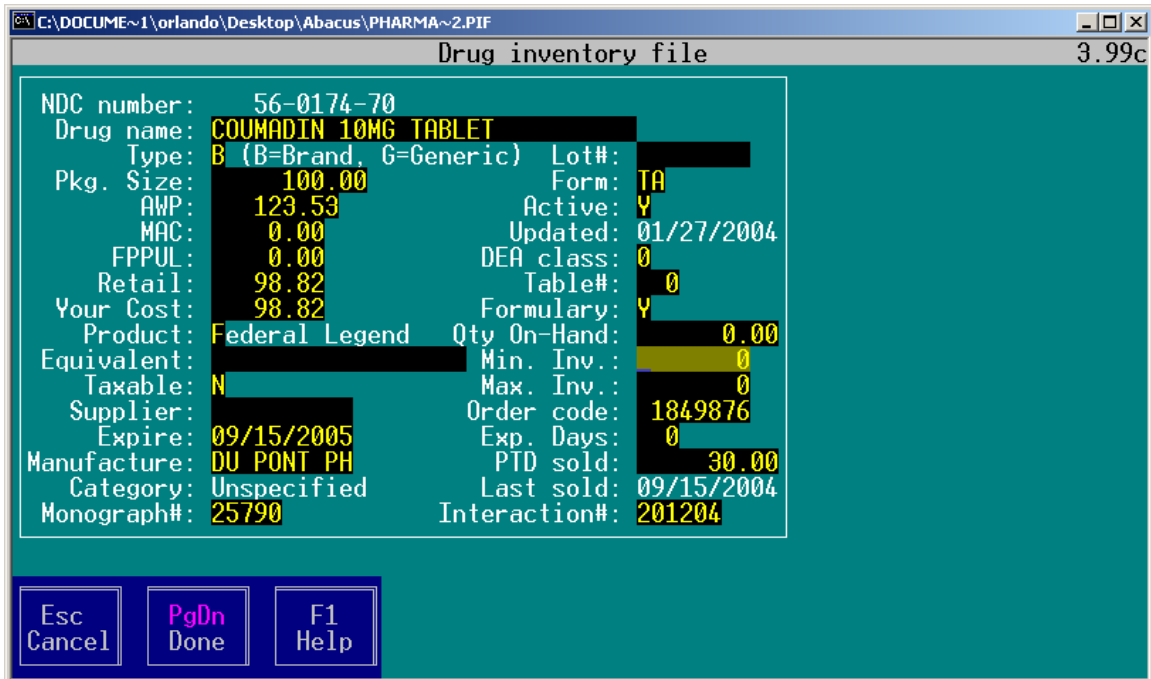 C:\DOCUME~1\orlando\Desktop\Abacus\PHARMA~2.PIF
Drug inventory file 3.99c
NDC number: 56-0174-70
Drug name: COUMADIN 10MG TABLET
Type: B (B=Brand, G=Generic) Lot#:
Pkg. Size: 100.00 Form: TA
AWP: 123.53 Active: Y
MAC: 0.00 Updated: 01/27/2004
FPPUL: 0.00 DEA class: 0
Retail: 98.82 Table#: 0
Your Cost: 98.82 Formulary: Y
Product: Federal Legend Qty On-Hand: 0.00
Equivalent: Min. Inv.: 0
Taxable: N Max. Inv.: 0
Supplier: Order code: 1849876
Expire: 09/15/2005 Exp. Days: 0
Manufacture: DU PONT PH PTD sold: 30.00
Category: Unspecified Last sold: 09/15/2004
Monograph#: 25790 Interaction#: 201204
Esc PgDn F1
Cancel Done Help